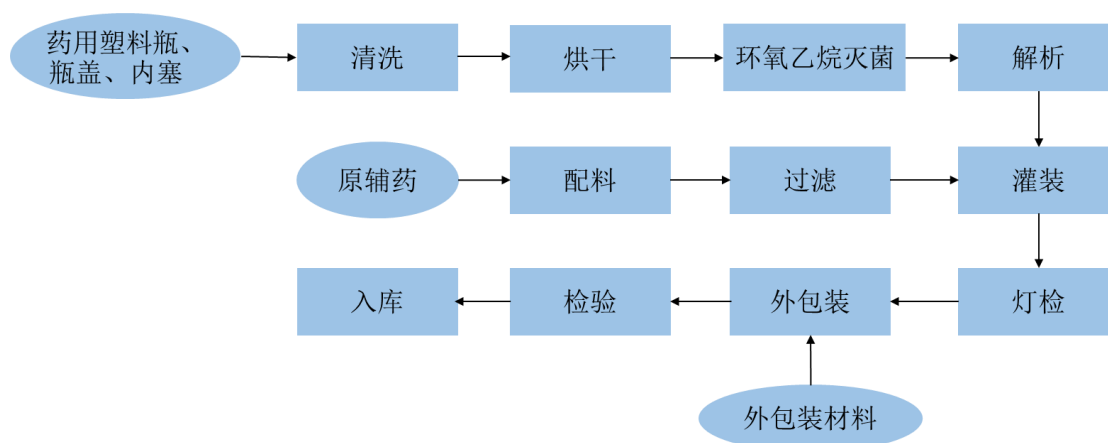 药用塑料瓶、
瓶盖、内塞
清洗
烘干
环氧乙烷灭菌
解析
原辅药
配料
过滤
灌装
入库
检验
外包装
灯检
外包装材料